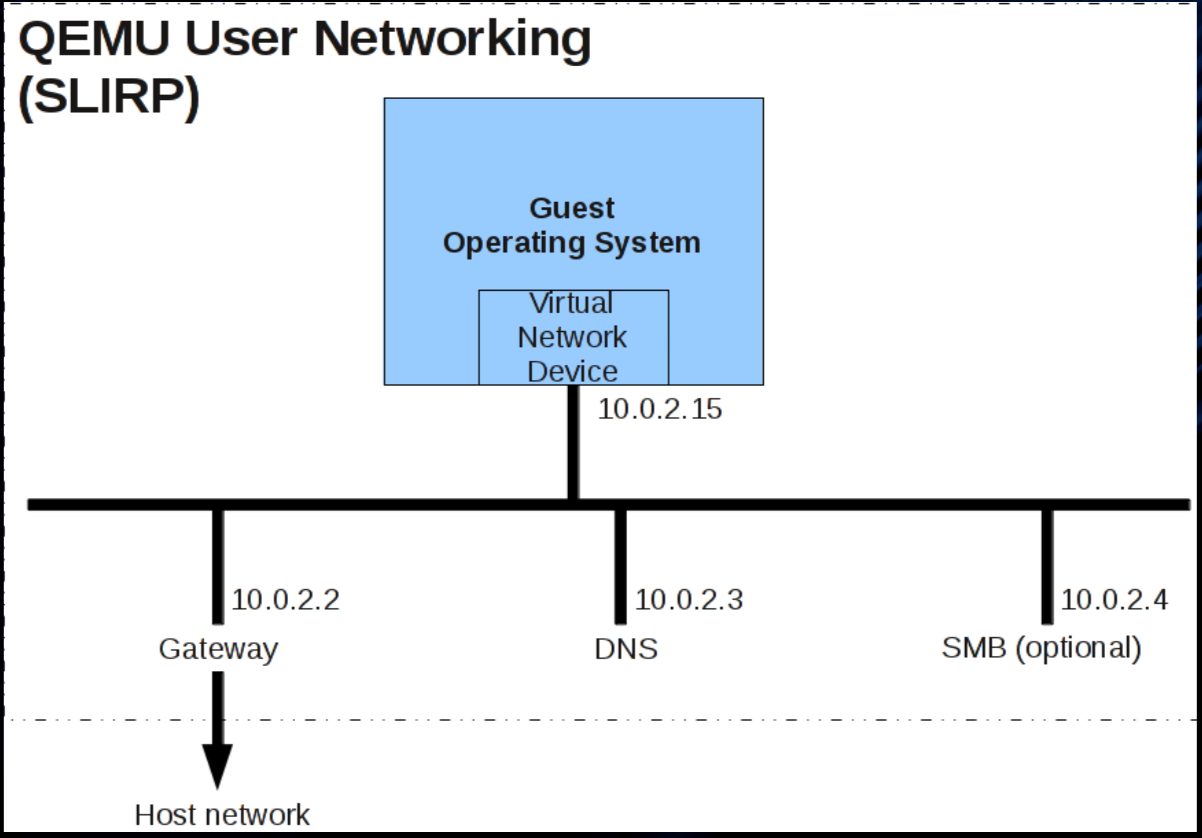 QEMU User Networking
(SLIRP)
Guest
Operating System
Virtual
Network
Device
10.0.2.15
10.0.2.2
10.0.2.3
10.0.2.4
Gateway
DNS
SMB (optional)
Host network